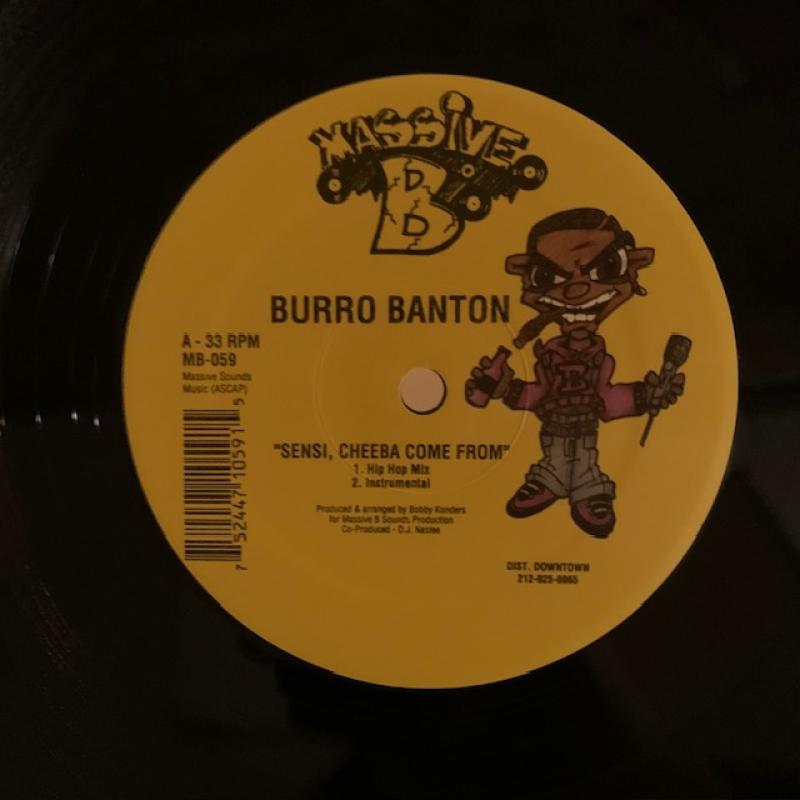 MASSIVE
B
BURRO BANTON
A - 33 RPM
MB-059
Massive Sounds
Music (ASCAP)
"SENSI, CHEEBA COME FROM"
1. Hip Hop Mix
2. Instrumental
Produced & arranged by Bobby Konders
for Massive B Sounds Production
Co-Produced - D.J. Nastee
DIST. DOWNTOWN
212-925-0065
7 52447 10591 5
B